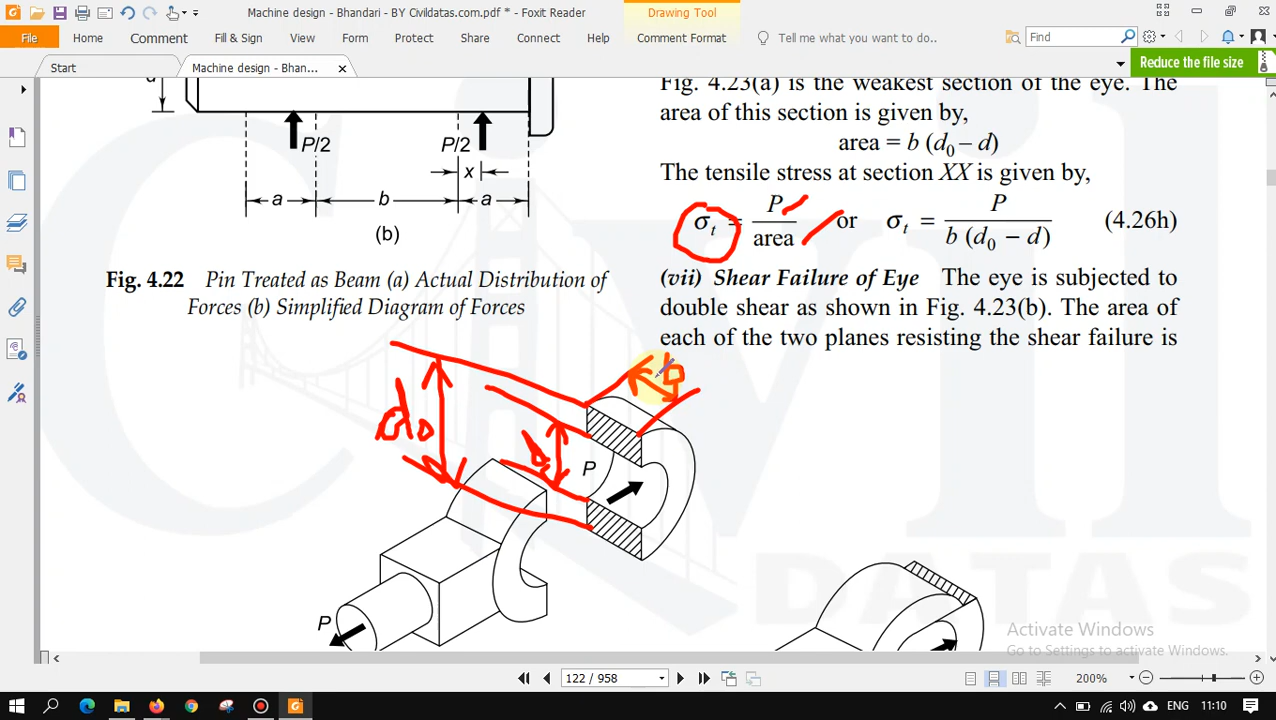 Machine design - Bhandari - BY Civildatas.com.pdf * - Foxit Reader
Drawing Tool
File
Home
Comment
Fill & Sign
View
Form
Protect
Share
Connect
Help
Comment Format
Tell me what you want to do..
Find
Start
Machine design - Bhan...
Reduce the file size
P/2
P/2
x
a
b
a
(b)
Fig. 4.22 Pin Treated as Beam (a) Actual Distribution of
Forces (b) Simplified Diagram of Forces
Fig. 4.23(a) is the weakest section of the eye. The
area of this section is given by,
area = b (d₀ – d)
The tensile stress at section XX is given by,
σₜ = P / area or σₜ = P / b (d₀ – d) (4.26h)
(vii) Shear Failure of Eye The eye is subjected to
double shear as shown in Fig. 4.23(b). The area of
each of the two planes resisting the shear failure is
b
d₀
d
P
P
Civil
DATAS
Activate Windows
Go to Settings to activate Windows.
122 / 958
200%
ENG
11:10